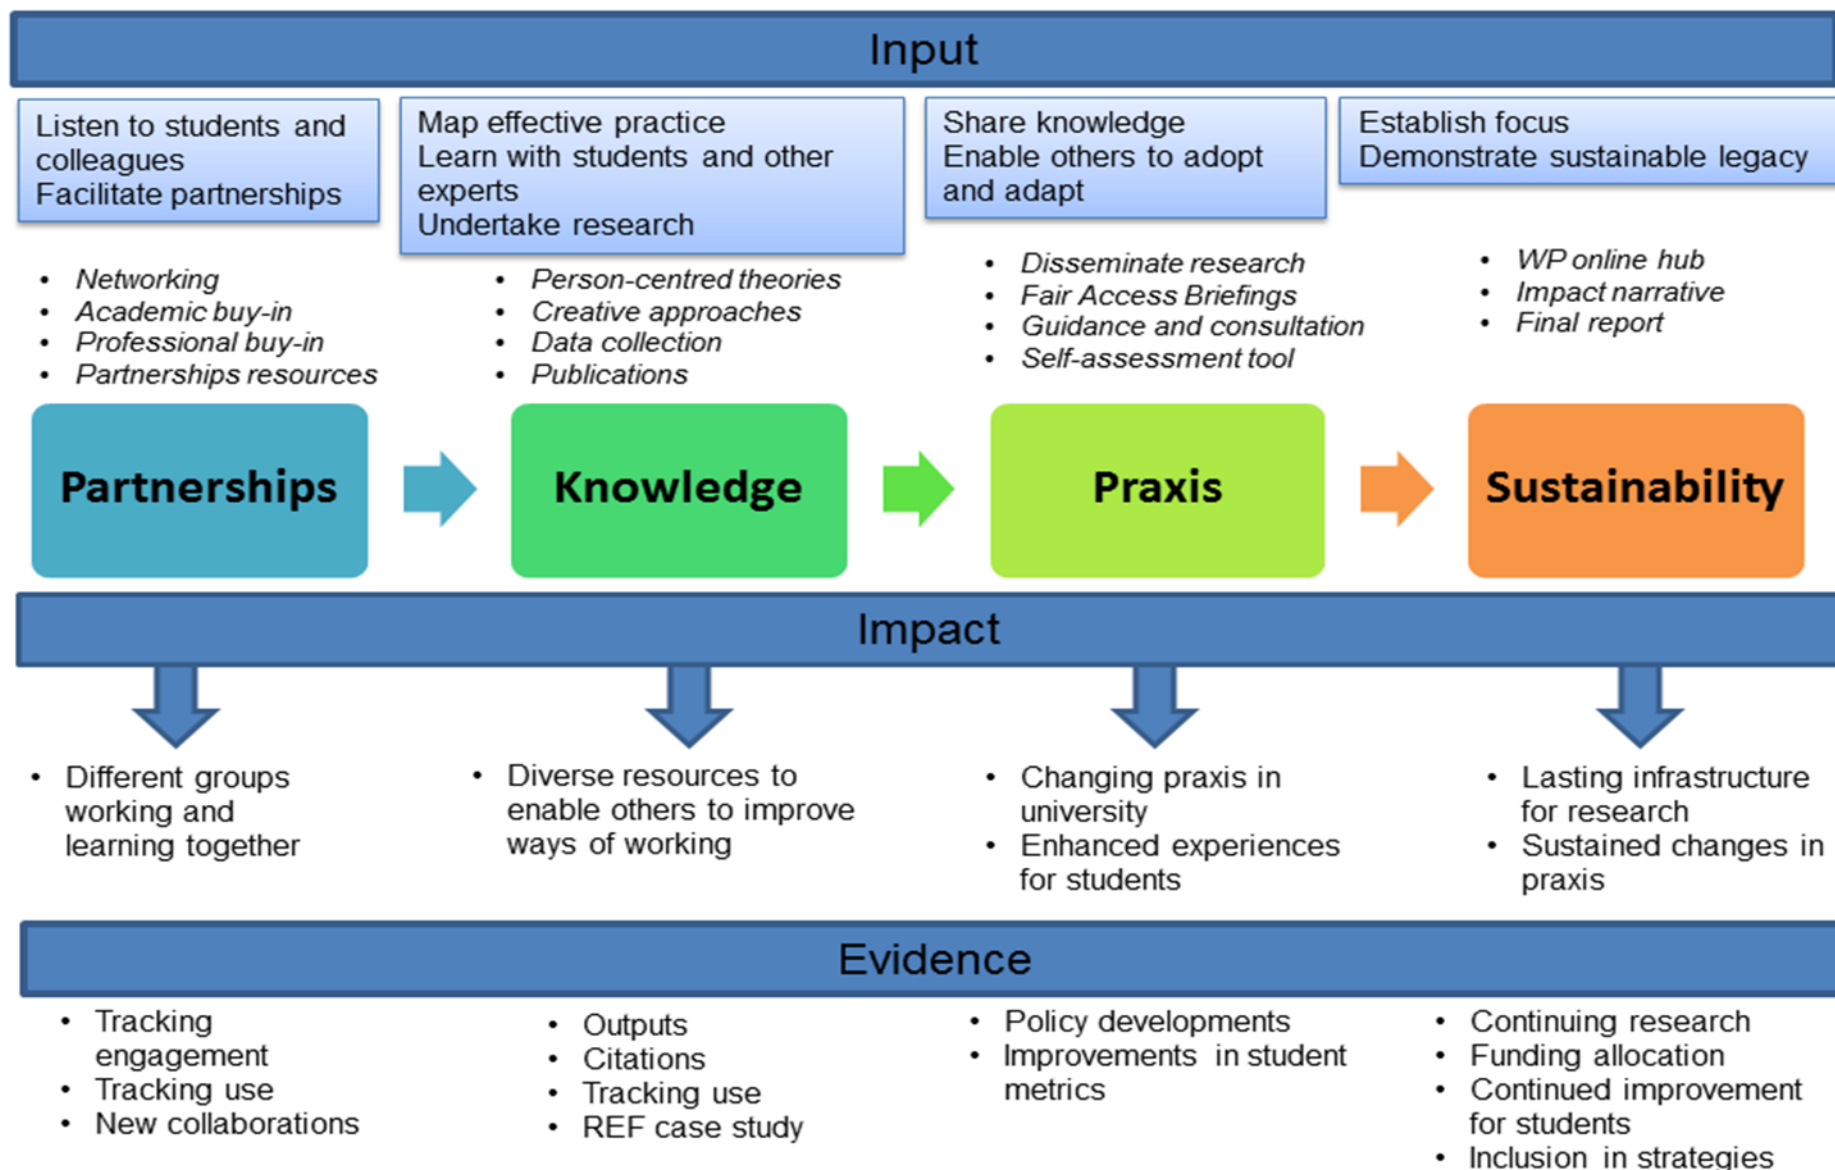 Input
Listen to students and
colleagues
Facilitate partnerships
Map effective practice
Learn with students and other
experts
Undertake research
Share knowledge
Enable others to adopt
and adapt
Establish focus
Demonstrate sustainable legacy
• Networking
• Academic buy-in
• Professional buy-in
• Partnerships resources
• Person-centred theories
• Creative approaches
• Data collection
• Publications
• Disseminate research
• Fair Access Briefings
• Guidance and consultation
• Self-assessment tool
• WP online hub
• Impact narrative
• Final report
Partnerships
Knowledge
Praxis
Sustainability
Impact
• Different groups
working and
learning together
• Diverse resources to
enable others to improve
ways of working
• Changing praxis in
university
• Enhanced experiences
for students
• Lasting infrastructure
for research
• Sustained changes in
praxis
Evidence
• Tracking
engagement
• Tracking use
• New collaborations
• Outputs
• Citations
• Tracking use
• REF case study
• Policy developments
• Improvements in student
metrics
• Continuing research
• Funding allocation
• Continued improvement
for students
• Inclusion in strategies